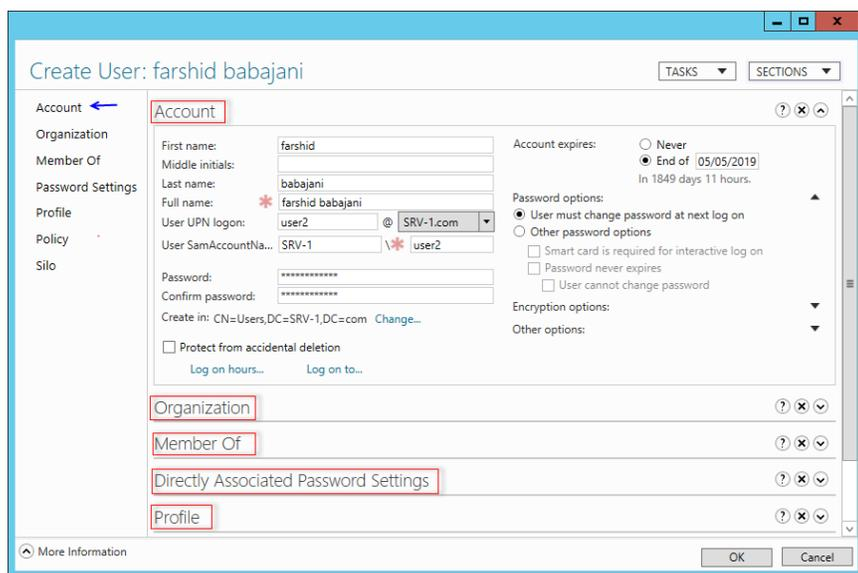 Create User: farshid babajani
TASKS
SECTIONS
Account
Organization
Member Of
Password Settings
Profile
Policy
Silo
Account
First name: farshid
Middle initials:
Last name: babajani
Full name: * farshid babajani
User UPN logon: user2 @ SRV-1.com
User SamAccountNa... SRV-1 \ * user2
Password: ************
Confirm password: ************
Create in: CN=Users,DC=SRV-1,DC=com Change...
Protect from accidental deletion
Log on hours... Log on to...
Account expires: Never
End of 05/05/2019
In 1849 days 11 hours.
Password options:
User must change password at next log on
Other password options
Smart card is required for interactive log on
Password never expires
User cannot change password
Encryption options:
Other options:
Organization
Member Of
Directly Associated Password Settings
Profile
More Information
OK
Cancel